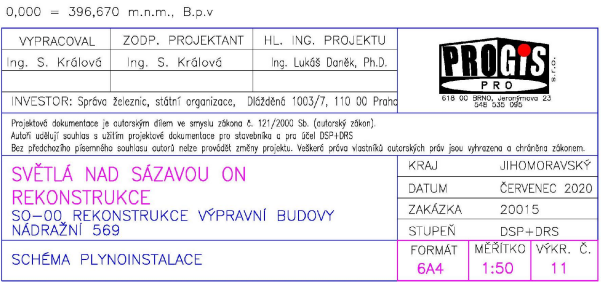 0,000 = 396,670 m.n.m., B.p.v
VYPRACOVAL ZODP. PROJEKTANT HL. ING. PROJEKTU
Ing. S. Králová Ing. S. Králová Ing. Lukáš Daněk, Ph.D.
PROGIS
PRO
s.r.o.
618 00 BRNO, Jeronýmova 23
548 535 095
INVESTOR: Správa železnic, státní organizace, Dlážděná 1003/7, 110 00 Praha
Projektová dokumentace je autorským dílem ve smyslu zákona č. 121/2000 Sb. (autorský zákon).
Autoři udělují souhlas s užitím projektové dokumentace pro stavebníka a pro účel DSP+DRS
Bez předchozího písemného souhlasu autorů nelze provádět změny projektu. Veškeré práva vlastníků autorských práv jsou vyhrazena a chráněna zákonem.
SVĚTLÁ NAD SÁZAVOU ON
REKONSTRUKCE
SO-00 REKONSTRUKCE VÝPRAVNÍ BUDOVY
NÁDRAŽNÍ 569
SCHÉMA PLYNOINSTALACE
KRAJ JIHOMORAVSKÝ
DATUM ČERVENEC 2020
ZAKÁZKA 20015
STUPEŇ DSP+DRS
FORMÁT MĚŘÍTKO VÝKR. Č.
6A4 1:50 11